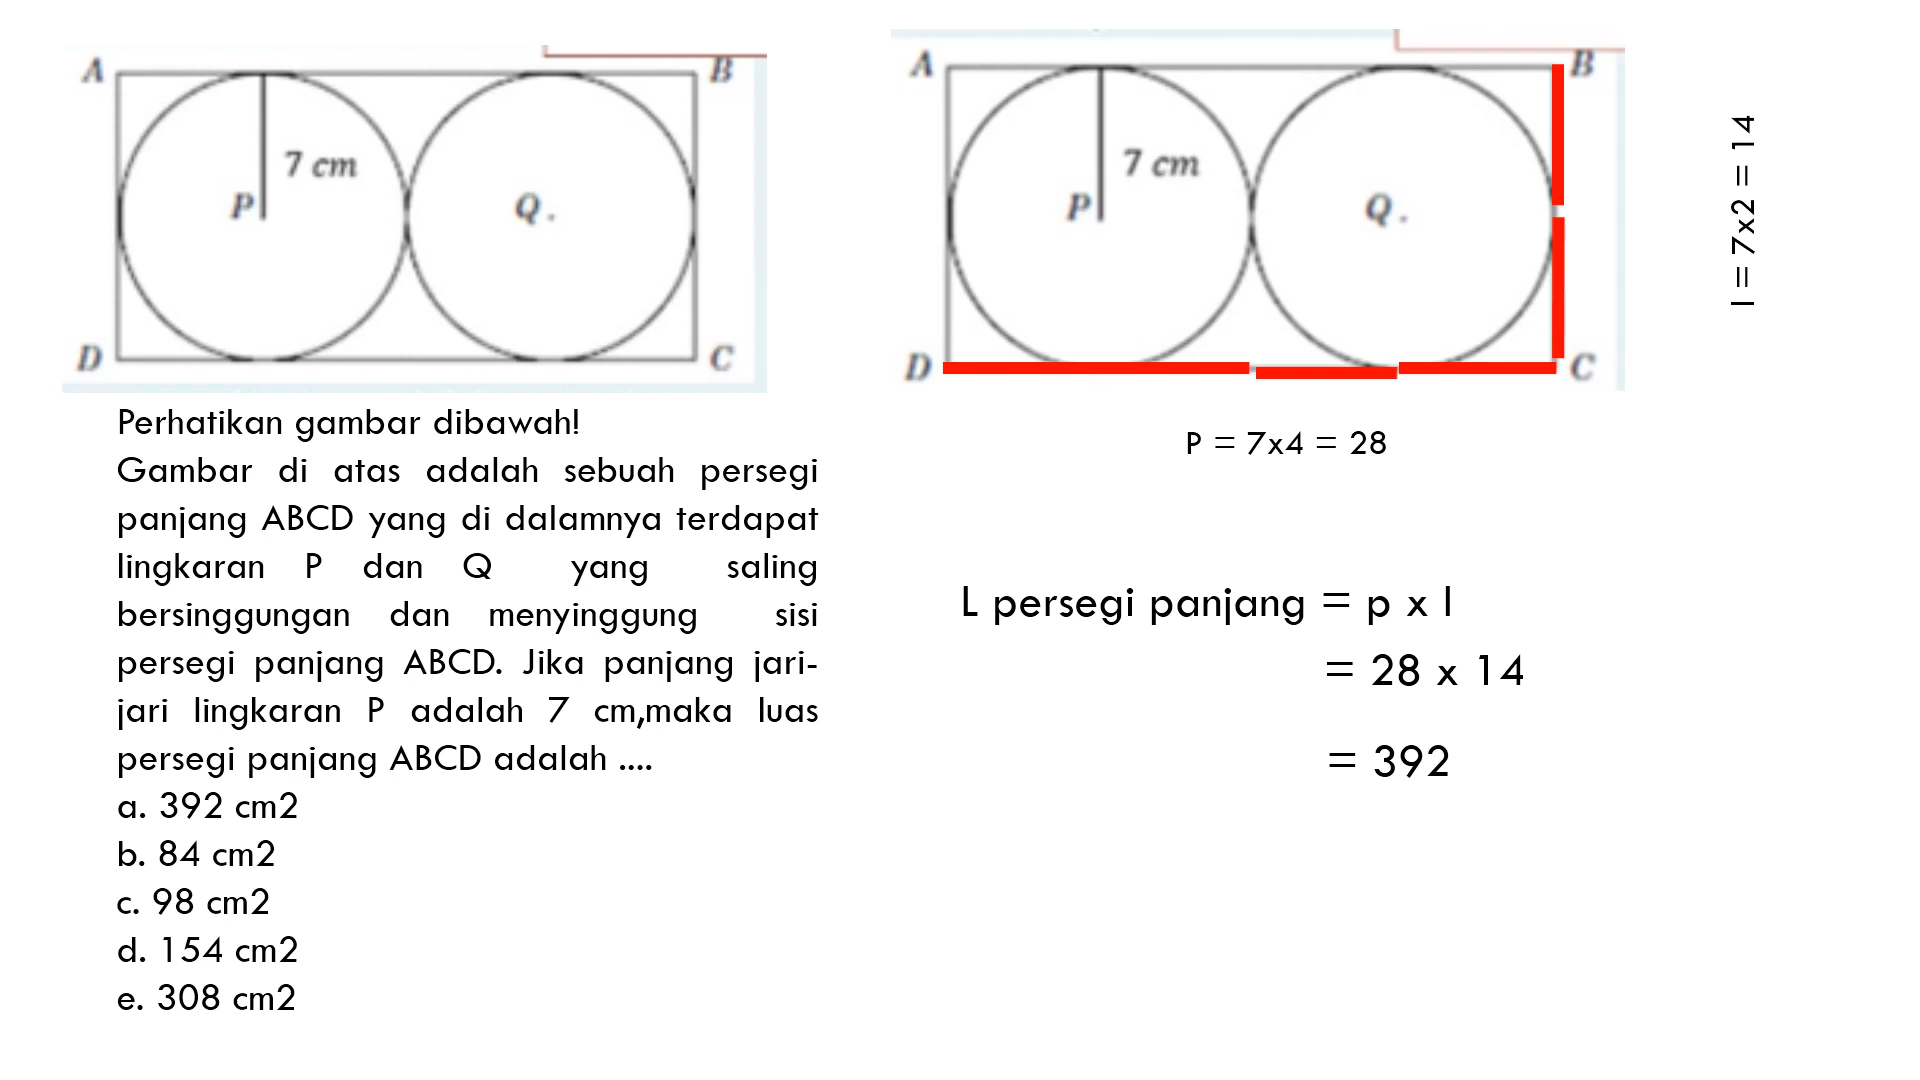 A
B
7 cm
P
Q .
D
C
Perhatikan gambar dibawah!
Gambar di atas adalah sebuah persegi
panjang ABCD yang di dalamnya terdapat
lingkaran P dan Q yang saling
bersinggungan dan menyinggung sisi
persegi panjang ABCD. Jika panjang jari-
jari lingkaran P adalah 7 cm,maka luas
persegi panjang ABCD adalah ....
a. 392 cm2
b. 84 cm2
c. 98 cm2
d. 154 cm2
e. 308 cm2
A
B
7 cm
P
Q .
D
C
l = 7x2 = 14
P = 7x4 = 28
L persegi panjang = p x l
= 28 x 14
= 392